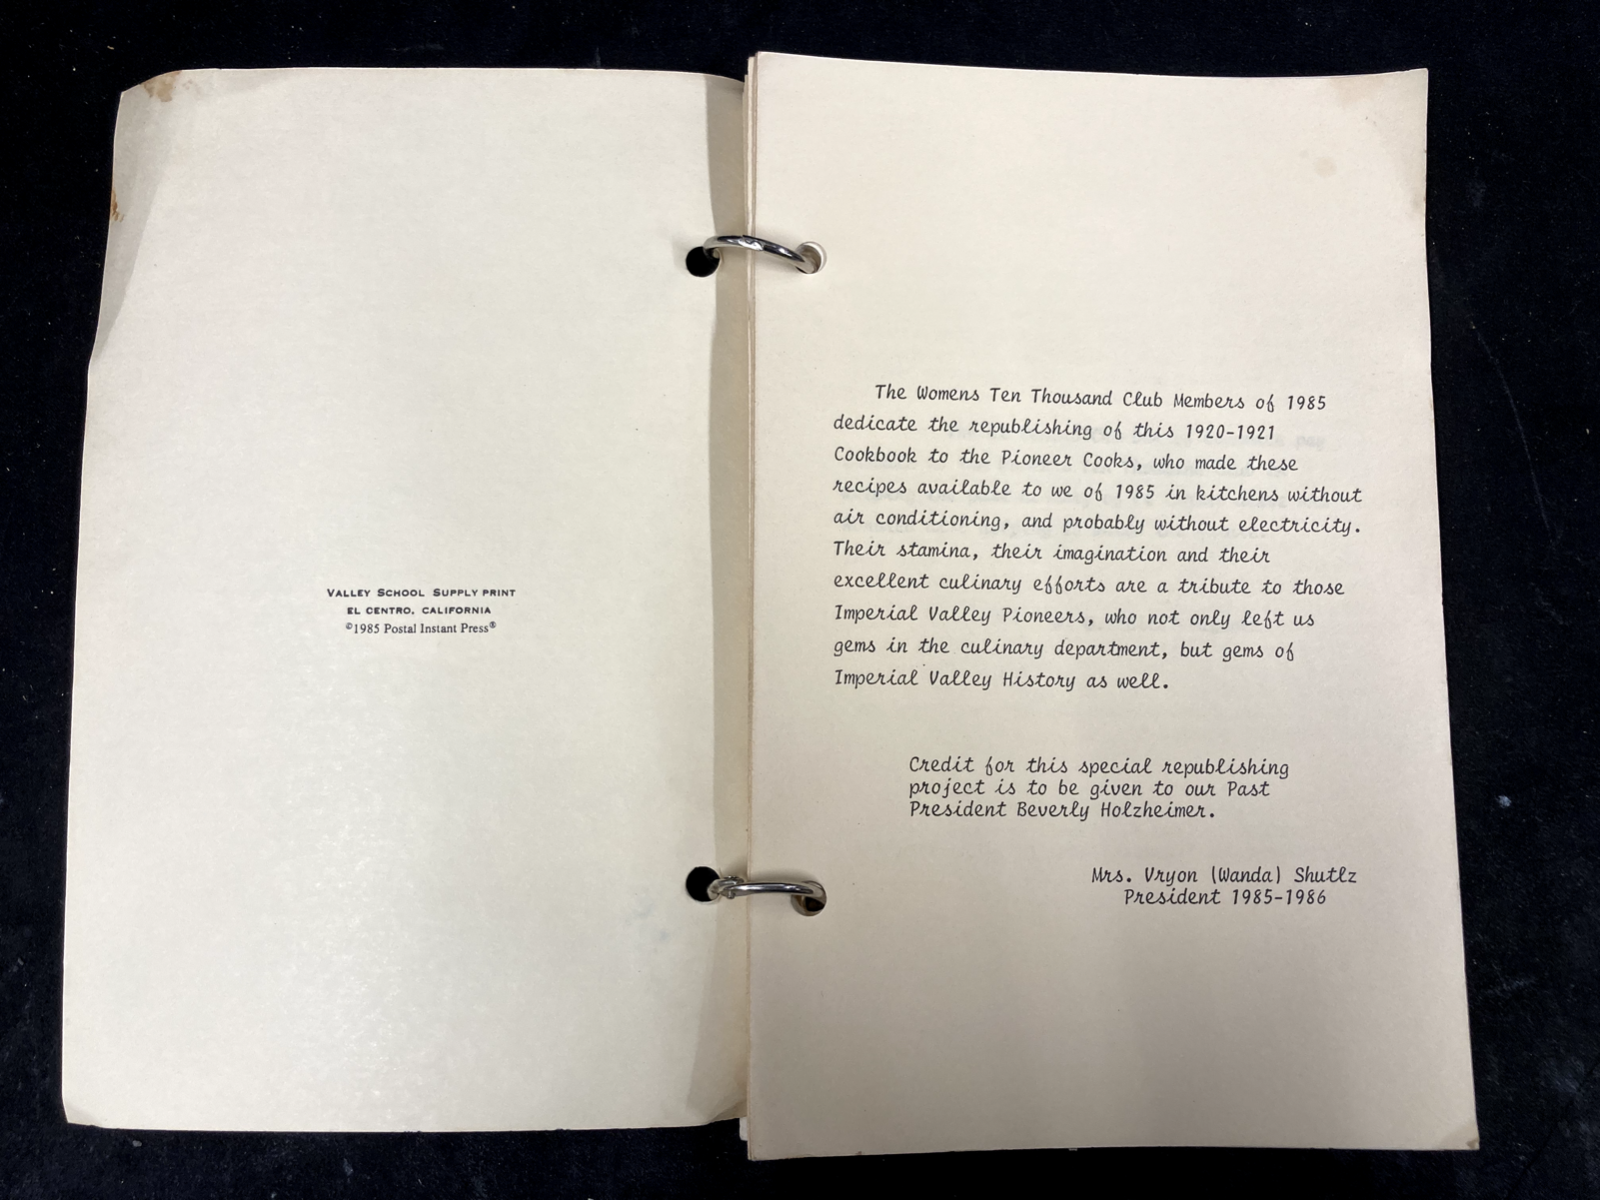 VALLEY SCHOOL SUPPLY PRINT
EL CENTRO, CALIFORNIA
©1985 Postal Instant Press®
The Womens Ten Thousand Club Members of 1985
dedicate the republishing of this 1920-1921
Cookbook to the Pioneer Cooks, who made these
recipes available to we of 1985 in kitchens without
air conditioning, and probably without electricity.
Their stamina, their imagination and their
excellent culinary efforts are a tribute to those
Imperial Valley Pioneers, who not only left us
gems in the culinary department, but gems of
Imperial Valley History as well.
Credit for this special republishing
project is to be given to our Past
President Beverly Holzheimer.
Mrs. Vryon (Wanda) Shutlz
President 1985-1986